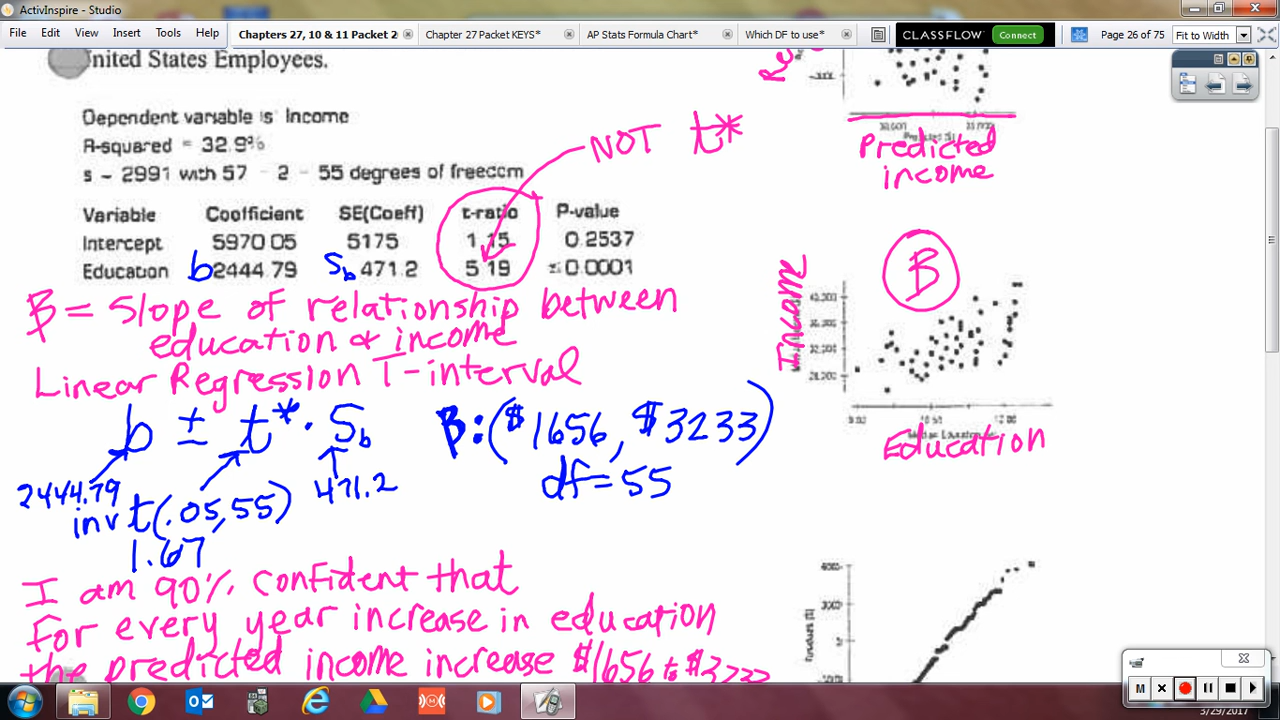 ActivInspire - Studio
File Edit View Insert Tools Help Chapters 27, 10 & 11 Packet 2 Chapter 27 Packet KEYS* AP Stats Formula Chart* Which DF to use* CLASSFLOW Connect Page 26 of 75 Fit to Width
nited States Employees.
Dependent variable is Income
R-squared = 32.9%
s = 2991 with 57 - 2 = 55 degrees of freedom
NOT t*
Variable Coefficient SE(Coeff) t-ratio P-value
Intercept 5970.05 5175 1.15 0.2537
Education b 2444.79 Sb 471.2 5.19 ≤0.0001
β = Slope of relationship between
education & income
Linear Regression T-interval
b ± t* · Sb β: ($1656, $3233)
2444.79 471.2 df = 55
inv t(.05,55)
1.67
I am 90% confident that
for every year increase in education
the predicted income increase $1656 to
Predicted
income
B
Income
Education
3/29/2017